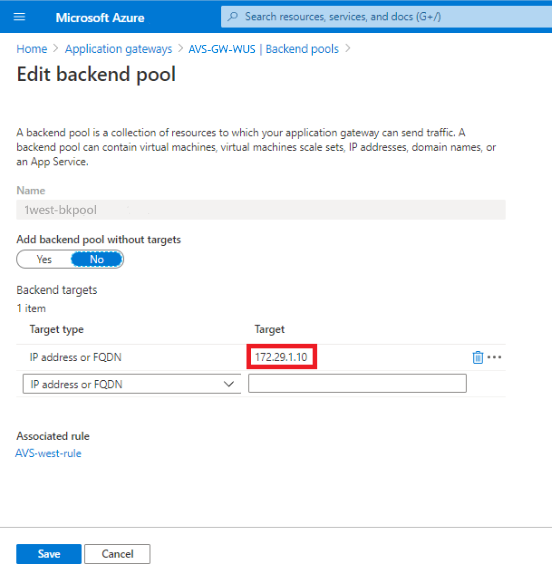 Microsoft Azure
Search resources, services, and docs (G+/)
Home > Application gateways > AVS-GW-WUS | Backend pools >
Edit backend pool
A backend pool is a collection of resources to which your application gateway can send traffic. A
backend pool can contain virtual machines, virtual machines scale sets, IP addresses, domain names, or
an App Service.
Name
1west-bkpool
Add backend pool without targets
Yes No
Backend targets
1 item
Target type Target
IP address or FQDN 172.29.1.10
IP address or FQDN
Associated rule
AVS-west-rule
Save Cancel